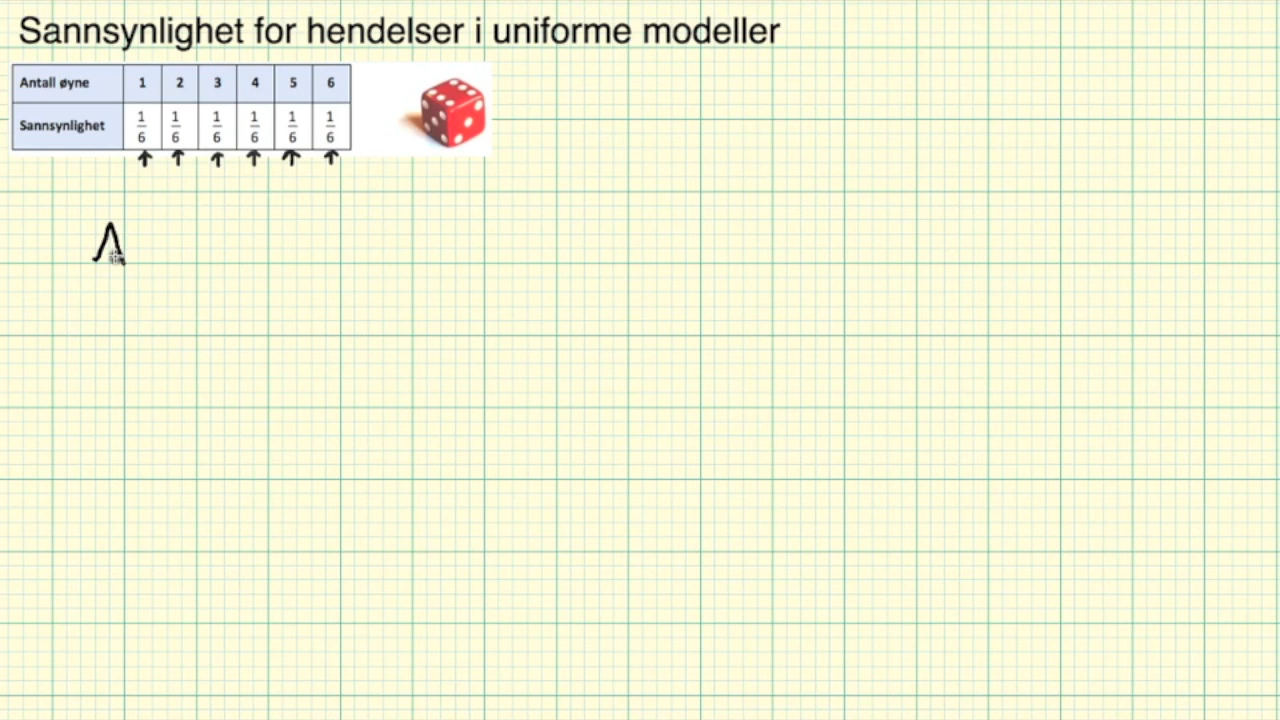 Sannsynlighet for hendelser i uniforme modeller
Antall øyne 1 2 3 4 5 6
Sannsynlighet 1/6 1/6 1/6 1/6 1/6 1/6